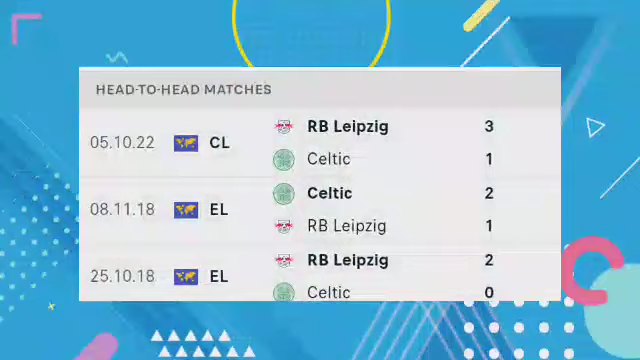 HEAD-TO-HEAD MATCHES
05.10.22 CL RB Leipzig 3
Celtic 1
08.11.18 EL Celtic 2
RB Leipzig 1
25.10.18 EL RB Leipzig 2
Celtic 0